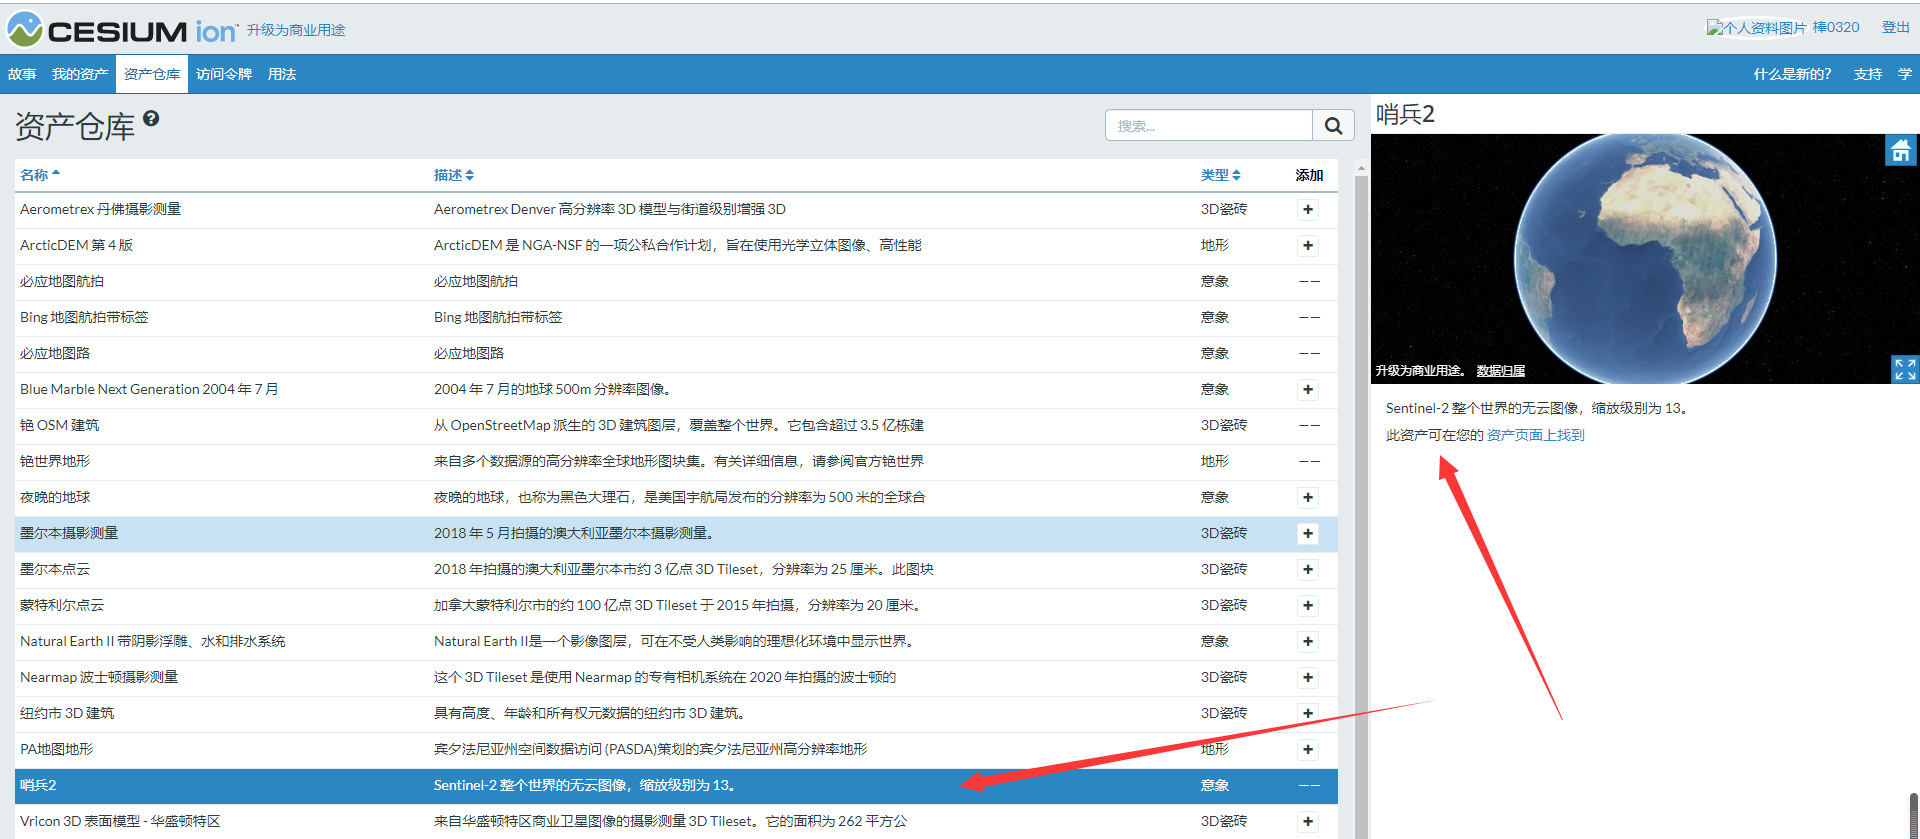 CESIUM ion 升级为商业用途
个人资料图片 棒0320 登出
故事 我的资产 资产仓库 访问令牌 用法 什么是新的? 支持 学
资产仓库 ?
搜索...
名称 描述 类型 添加
Aerometrex 丹佛摄影测量 Aerometrex Denver 高分辨率 3D 模型与街道级别增强 3D 3D瓷砖 +
ArcticDEM 第 4 版 ArcticDEM 是 NGA-NSF 的一项公私合作计划，旨在使用光学立体图像、高性能 地形 +
必应地图航拍 必应地图航拍 意象 ——
Bing 地图航拍带标签 Bing 地图航拍带标签 意象 ——
必应地图路 必应地图路 意象 ——
Blue Marble Next Generation 2004 年 7 月 2004 年 7 月的地球 500m 分辨率图像。 意象 +
铯 OSM 建筑 从 OpenStreetMap 派生的 3D 建筑图层，覆盖整个世界。它包含超过 3.5 亿栋建 3D瓷砖 ——
铯世界地形 来自多个数据源的高分辨率全球地形图块集。有关详细信息，请参阅官方铯世界 地形 ——
夜晚的地球 夜晚的地球，也称为黑色大理石，是美国宇航局发布的分辨率为 500 米的全球合 意象 +
墨尔本摄影测量 2018 年 5 月拍摄的澳大利亚墨尔本摄影测量。 3D瓷砖 +
墨尔本点云 2018 年拍摄的澳大利亚墨尔本市约 3 亿点 3D Tileset，分辨率为 25 厘米。此图块 3D瓷砖 +
蒙特利尔点云 加拿大蒙特利尔市的约 100 亿点 3D Tileset 于 2015 年拍摄，分辨率为 20 厘米。 3D瓷砖 +
Natural Earth II 带阴影浮雕、水和排水系统 Natural Earth II是一个影像图层，可在不受人类影响的理想化环境中显示世界。 意象 +
Nearmap 波士顿摄影测量 这个 3D Tileset 是使用 Nearmap 的专有相机系统在 2020 年拍摄的波士顿的 3D瓷砖 +
纽约市 3D 建筑 具有高度、年龄和所有权元数据的纽约市 3D 建筑。 3D瓷砖 +
PA地图地形 宾夕法尼亚州空间数据访问 (PASDA)策划的宾夕法尼亚州高分辨率地形 地形 +
哨兵2 Sentinel-2 整个世界的无云图像，缩放级别为 13。 意象 ——
Vricon 3D 表面模型 - 华盛顿特区 来自华盛顿特区商业卫星图像的摄影测量 3D Tileset。它的面积为 262 平方公 3D瓷砖 +
哨兵2
升级为商业用途。 数据归属
Sentinel-2 整个世界的无云图像，缩放级别为 13。
此资产可在您的 资产页面上找到